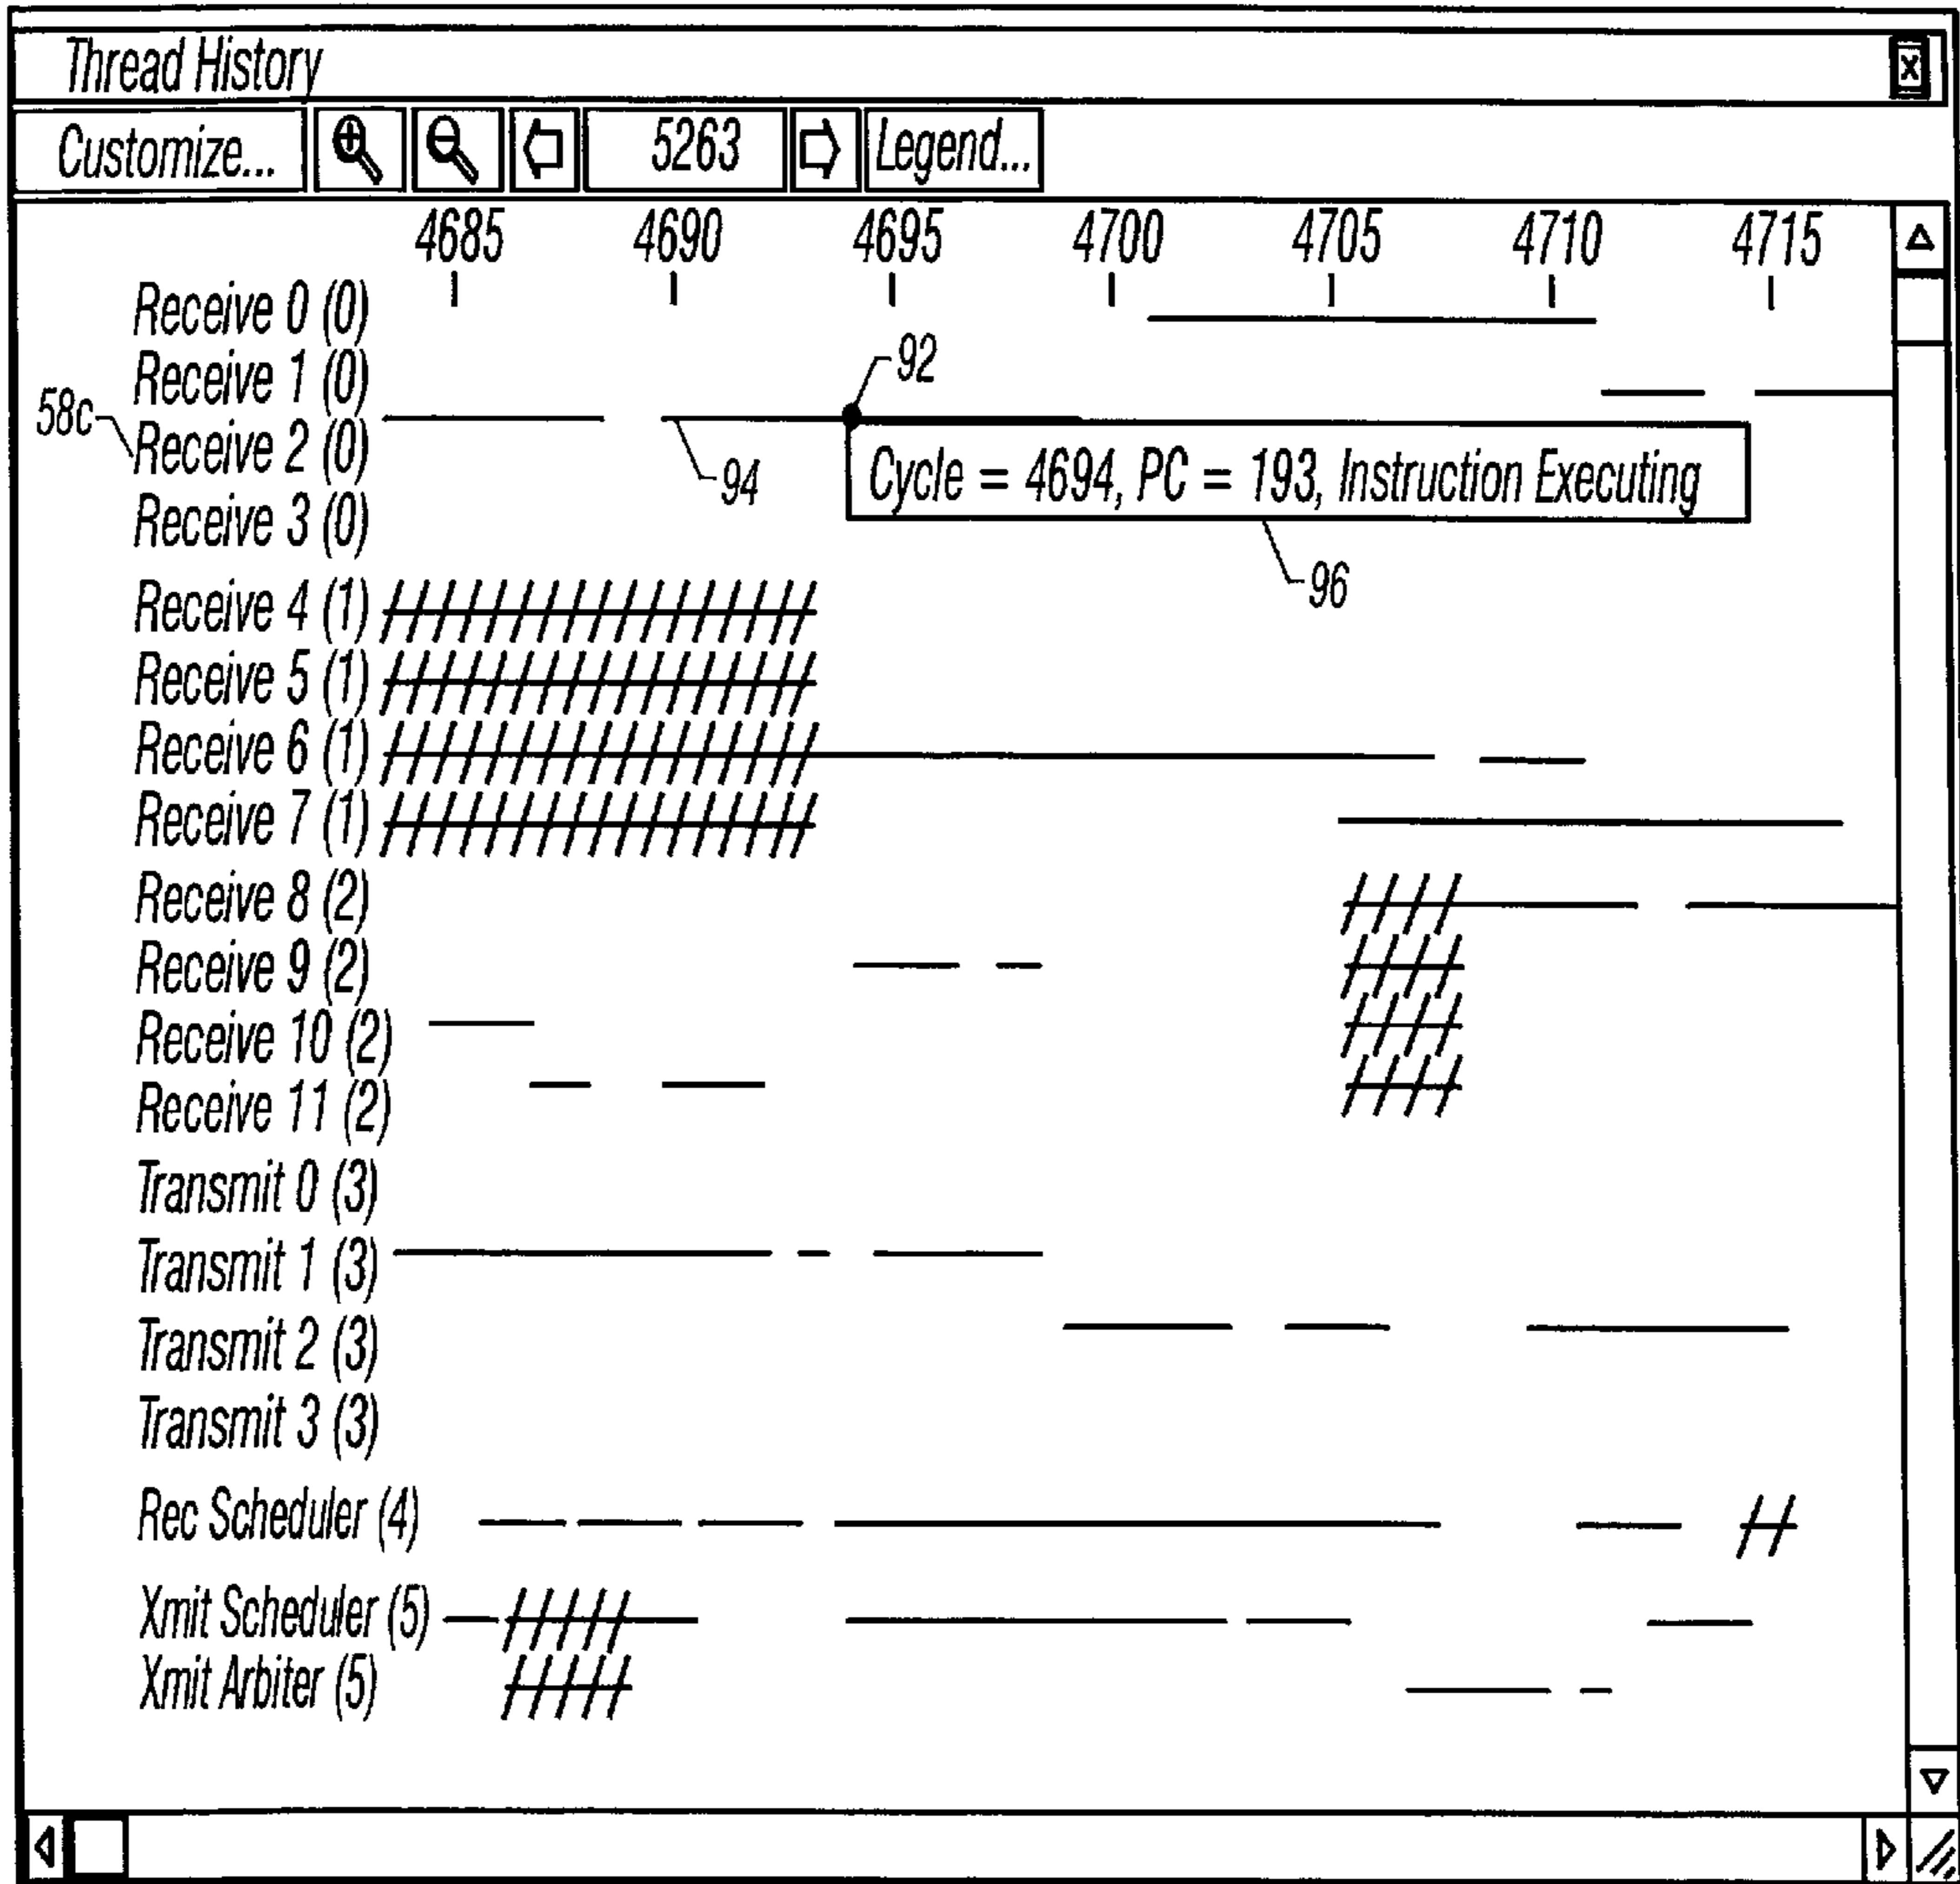 Thread History
Customize... 5263 Legend...
4685 4690 4695 4700 4705 4710 4715
Receive 0 (0)
Receive 1 (0)
92
58c
Receive 2 (0)
94
Cycle = 4694, PC = 193, Instruction Executing
Receive 3 (0)
96
Receive 4 (1)
Receive 5 (1)
Receive 6 (1)
Receive 7 (1)
Receive 8 (2)
Receive 9 (2)
Receive 10 (2)
Receive 11 (2)
Transmit 0 (3)
Transmit 1 (3)
Transmit 2 (3)
Transmit 3 (3)
Rec Scheduler (4)
Xmit Scheduler (5)
Xmit Arbiter (5)